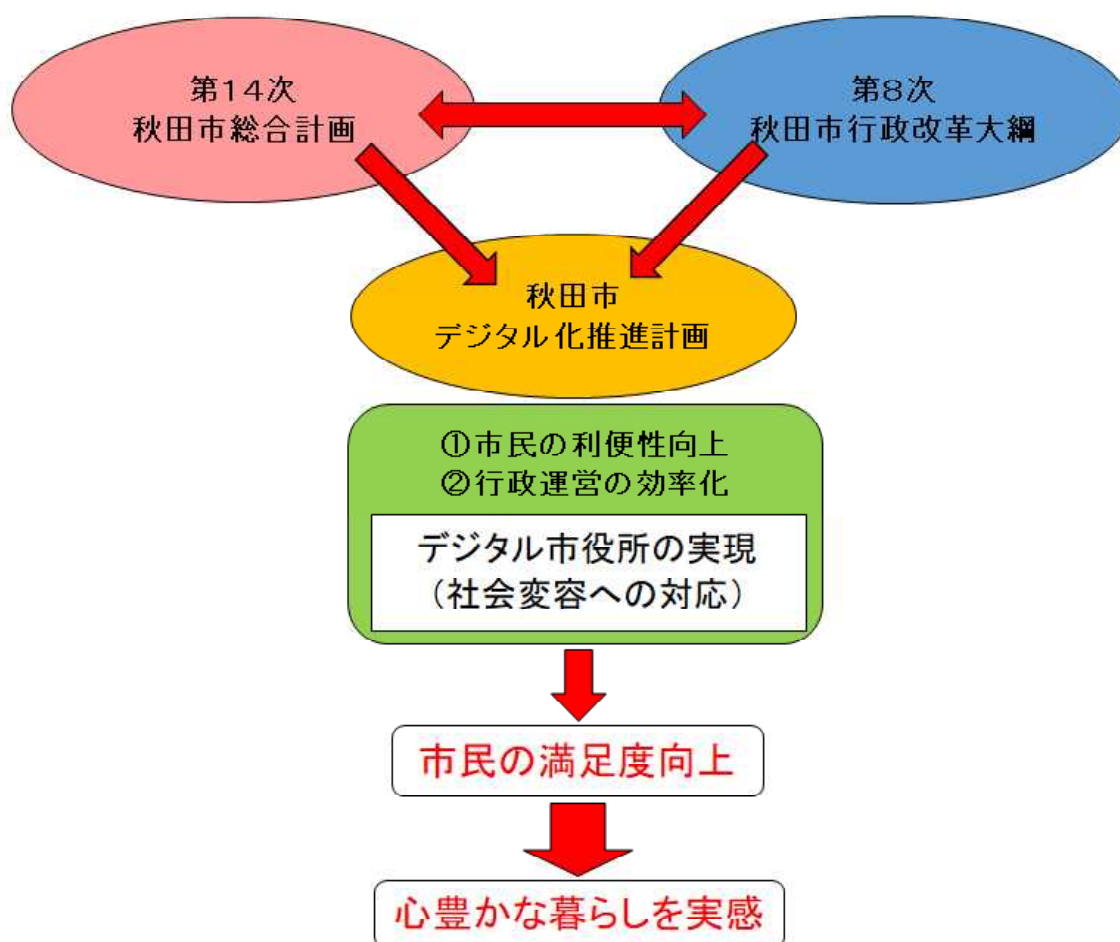 第１４次
秋田市総合計画
第８次
秋田市行政改革大綱
秋田市
デジタル化推進計画
①市民の利便性向上
②行政運営の効率化
デジタル市役所の実現
（社会変容への対応）
市民の満足度向上
心豊かな暮らしを実感